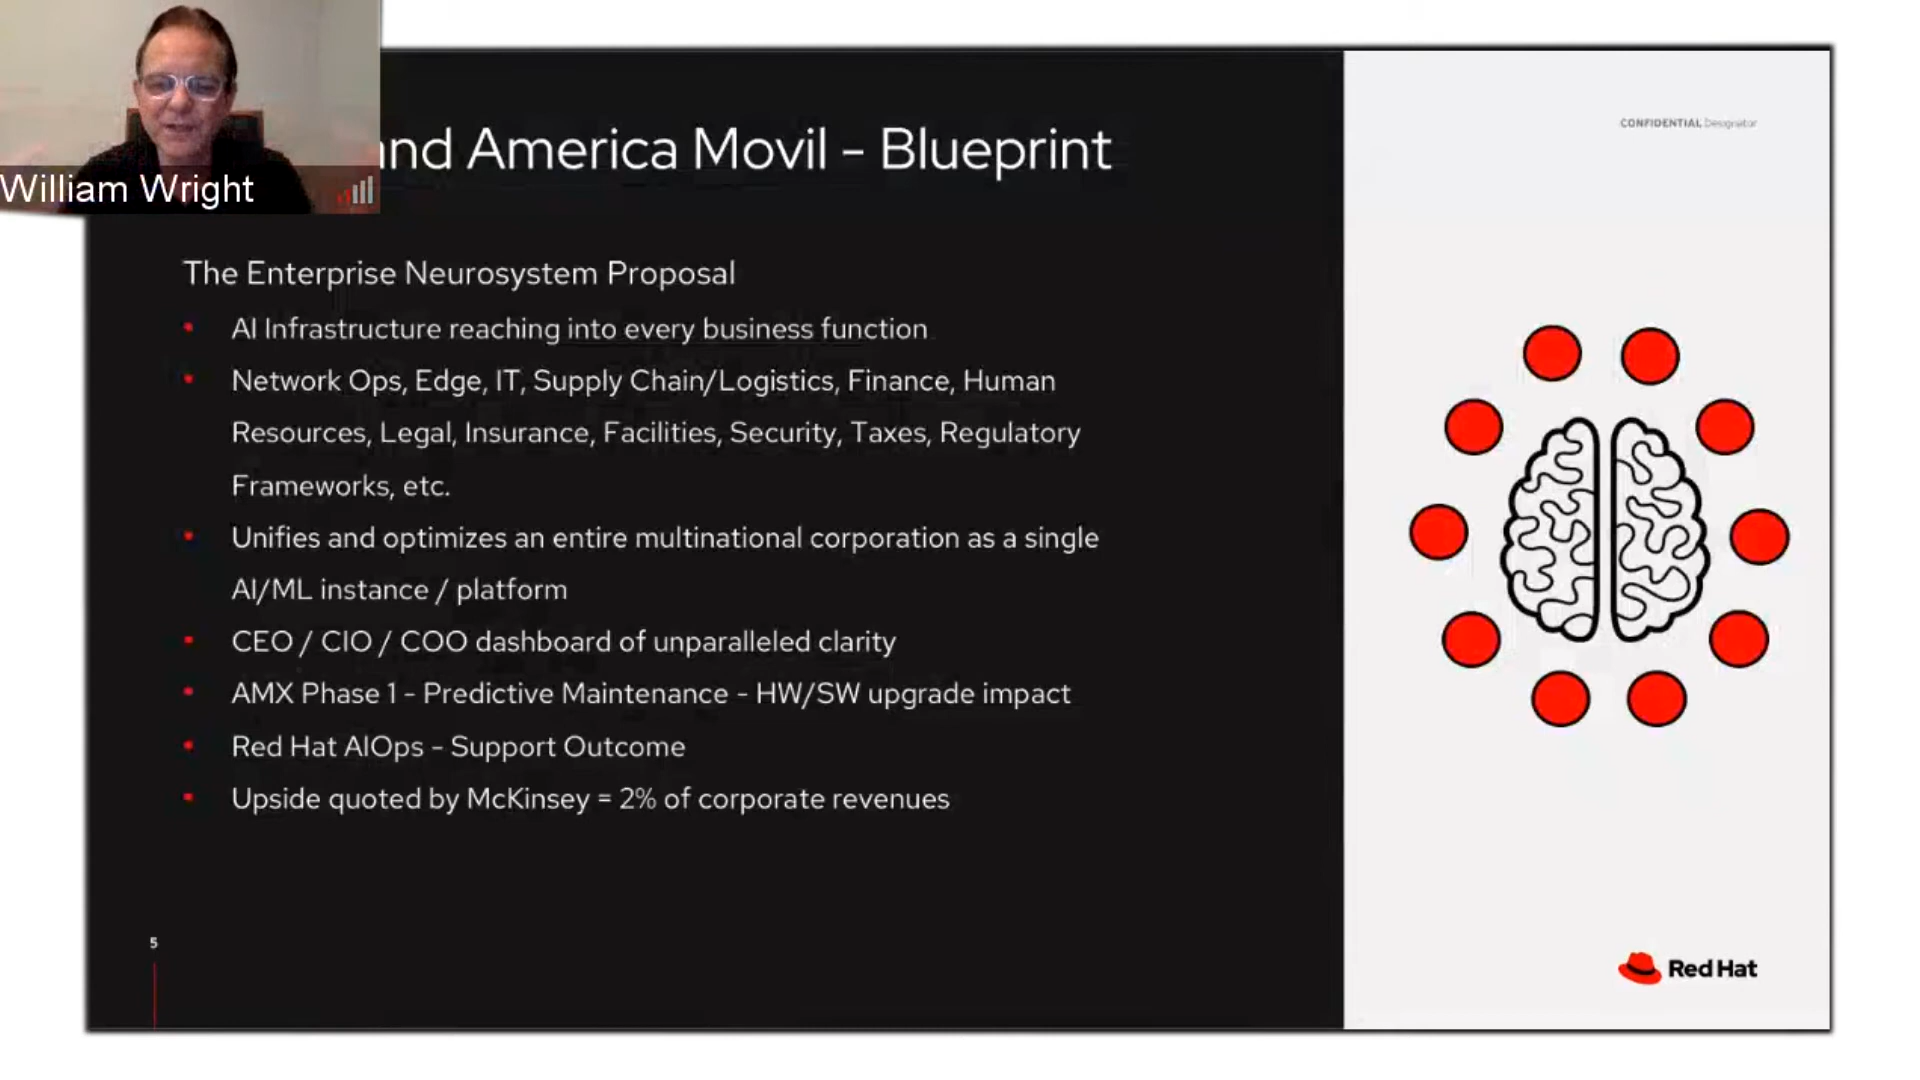 William Wright
and America Movil - Blueprint
CONFIDENTIAL Designator
The Enterprise Neurosystem Proposal
AI Infrastructure reaching into every business function
Network Ops, Edge, IT, Supply Chain/Logistics, Finance, Human
Resources, Legal, Insurance, Facilities, Security, Taxes, Regulatory
Frameworks, etc.
Unifies and optimizes an entire multinational corporation as a single
AI/ML instance / platform
CEO / CIO / COO dashboard of unparalleled clarity
AMX Phase 1 - Predictive Maintenance - HW/SW upgrade impact
Red Hat AIOps - Support Outcome
Upside quoted by McKinsey = 2% of corporate revenues
5
Red Hat